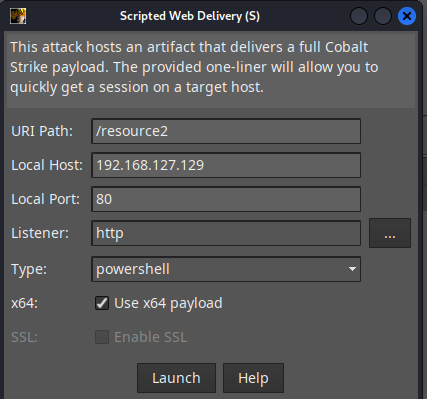 Scripted Web Delivery (S)
This attack hosts an artifact that delivers a full Cobalt
Strike payload. The provided one-liner will allow you to
quickly get a session on a target host.
URI Path: /resource2
Local Host: 192.168.127.129
Local Port: 80
Listener: http ...
Type: powershell
x64: Use x64 payload
SSL: Enable SSL
Launch Help